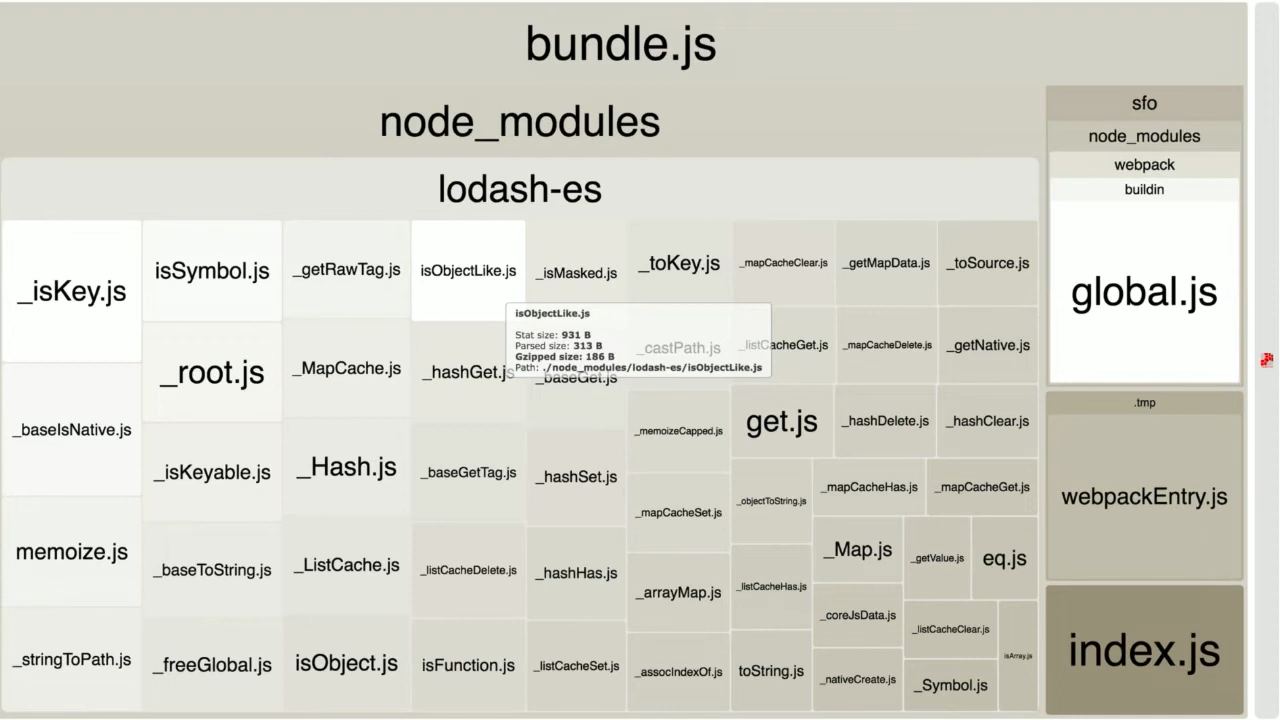 bundle.js
node_modules
lodash-es
_isKey.js
_baseIsNative.js
memoize.js
_stringToPath.js
isSymbol.js
_root.js
_isKeyable.js
_baseToString.js
_freeGlobal.js
_getRawTag.js
_MapCache.js
_Hash.js
_ListCache.js
isObject.js
isObjectLike.js
_hashGet.js
_baseGetTag.js
_listCacheDelete.js
isFunction.js
_isMasked.js
_baseGet.js
_hashSet.js
_hashHas.js
_listCacheSet.js
isObjectLike.js
Stat size: 931 B
Parsed size: 313 B
Gzipped size: 186 B
Path: ./node_modules/lodash-es/isObjectLike.js
_toKey.js
_castPath.js
_memoizeCapped.js
_mapCacheSet.js
_arrayMap.js
_assocIndexOf.js
_mapCacheClear.js
_getMapData.js
_toSource.js
_listCacheGet.js
_mapCacheDelete.js
_getNative.js
get.js
_hashDelete.js
_hashClear.js
_objectToString.js
_listCacheHas.js
toString.js
_mapCacheHas.js
_mapCacheGet.js
_Map.js
_coreJsData.js
_nativeCreate.js
_getValue.js
eq.js
_listCacheClear.js
_Symbol.js
isArray.js
sfo
node_modules
webpack
buildin
global.js
.tmp
webpackEntry.js
index.js